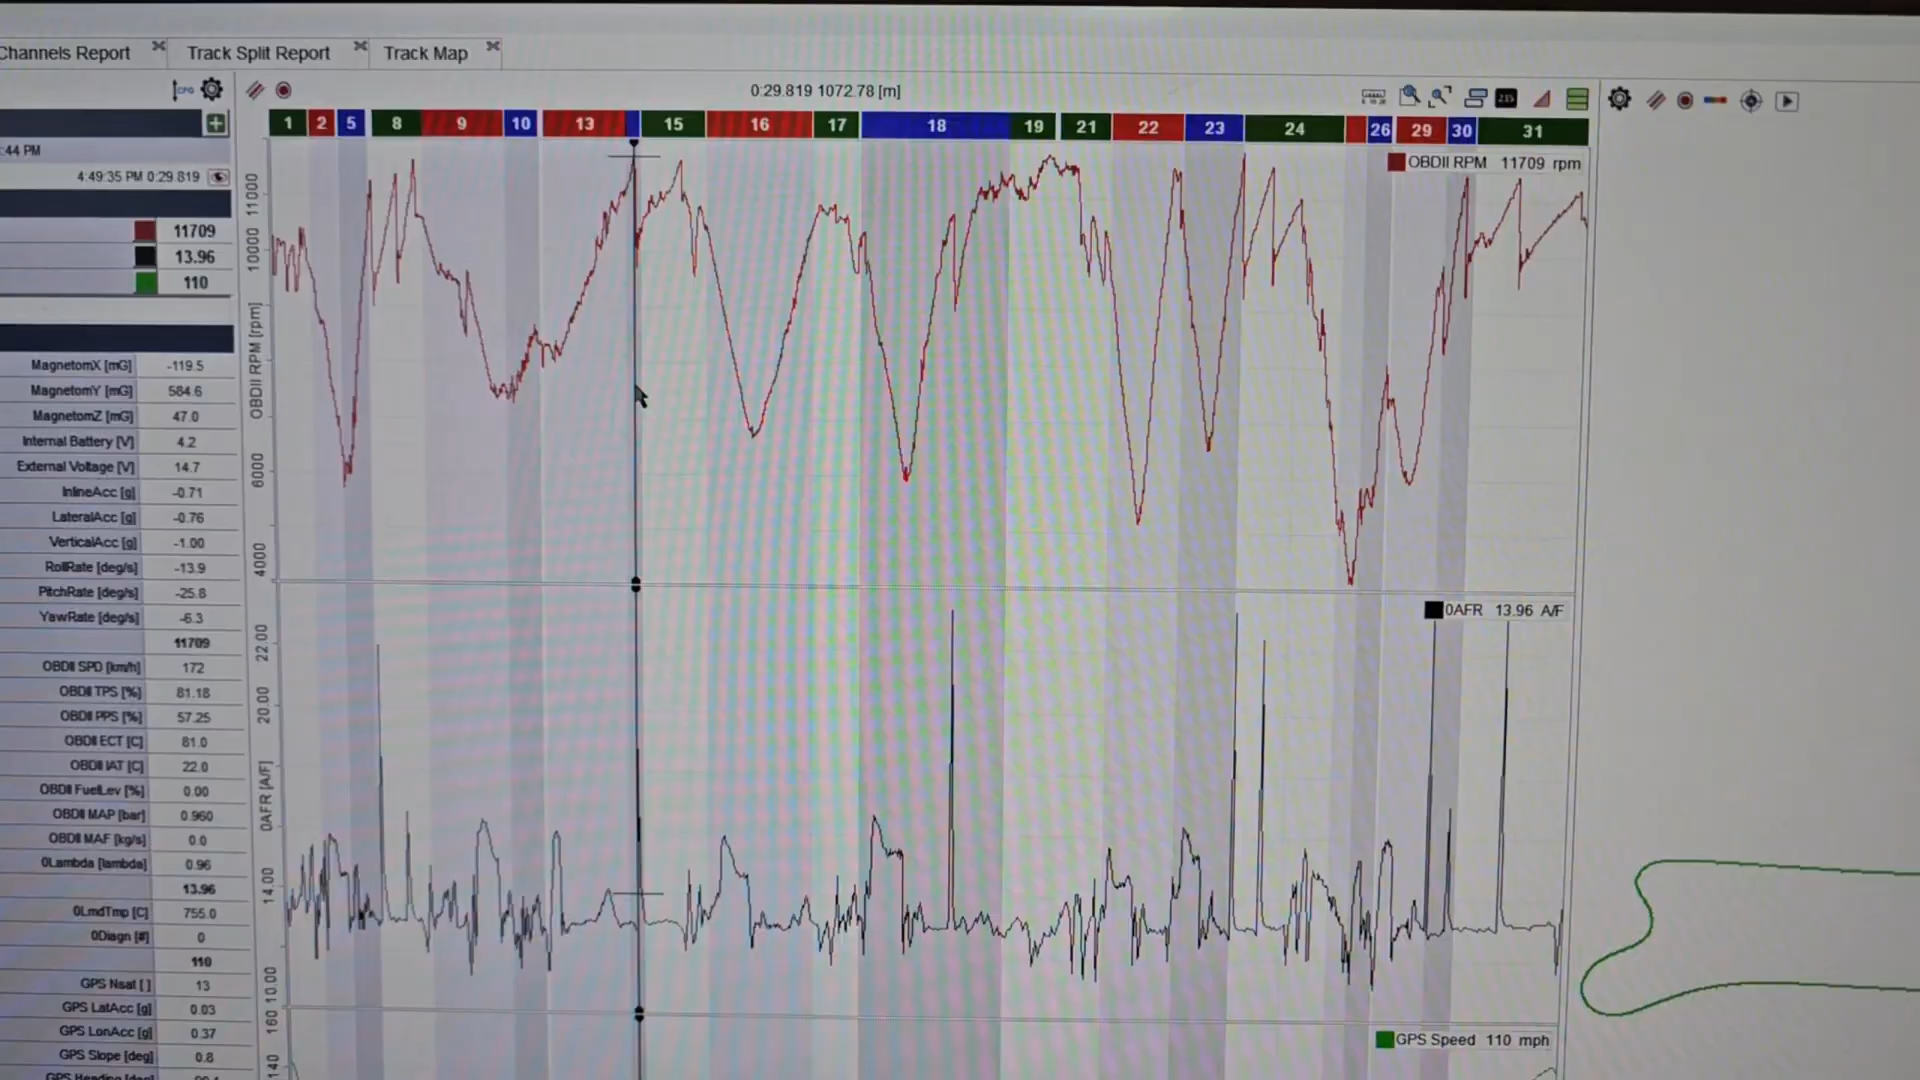 Channels Report Track Split Report Track Map
0:29.819 1072.78 [m]
1 2 5 8 9 10 13 15 16 17 18 19 21 22 23 24 26 29 30 31
:44 PM
4:49:35 PM 0:29.819
11709
13.96
110
MagnetomX [mG] -119.5
MagnetomY [mG] 584.6
MagnetomZ [mG] 47.0
Internal Battery [V] 4.2
External Voltage [V] 14.7
InlineAcc [g] -0.71
LateralAcc [g] -0.76
VerticalAcc [g] -1.00
RollRate [deg/s] -13.9
PitchRate [deg/s] -25.8
YawRate [deg/s] -6.3
11709
OBDII SPD [km/h] 172
OBDII TPS [%] 81.18
OBDII PPS [%] 57.25
OBDII ECT [C] 81.0
OBDII IAT [C] 22.0
OBDII FuelLev [%] 0.00
OBDII MAP [bar] 0.960
OBDII MAF [kg/s] 0.0
0Lambda [lambda] 0.96
13.96
0LmdTmp [C] 755.0
0Diagn [#] 0
110
GPS Nsat [ ] 13
GPS LatAcc [g] 0.03
GPS LonAcc [g] 0.37
GPS Slope [deg] 0.8
GPS Heading [deg]
OBDII RPM 11709 rpm
11000
10000
OBDII RPM [rpm]
6000
4000
0AFR 13.96 A/F
22.00
20.00
0AFR [A/F]
14.00
10.00
GPS Speed 110 mph
160
140